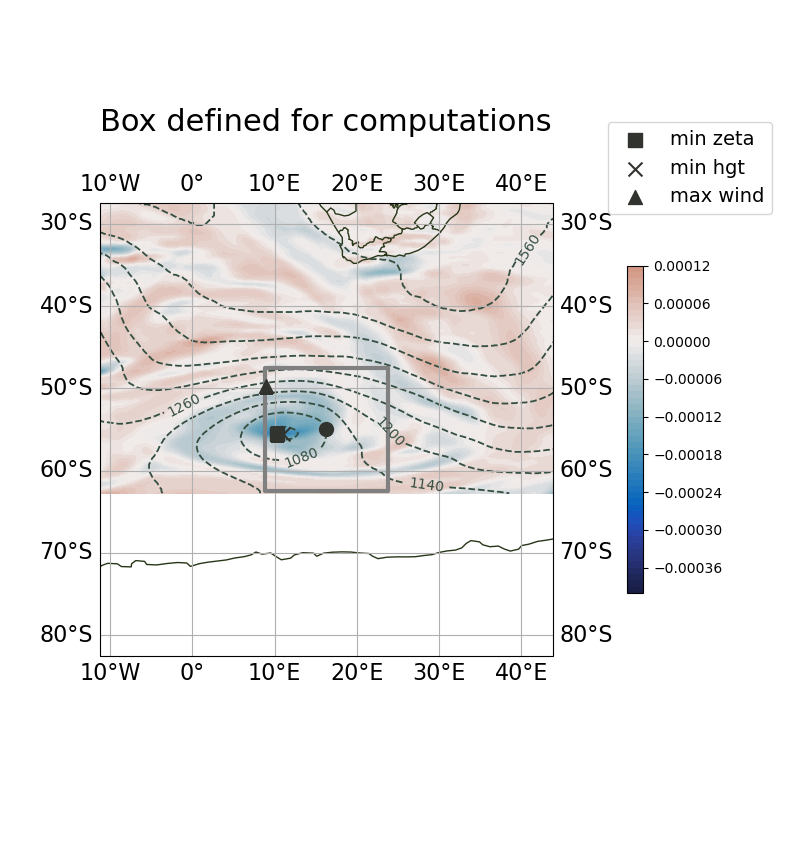 Box defined for computations
min zeta
min hgt
max wind
10°W 0° 10°E 20°E 30°E 40°E
30°S 30°S
40°S 40°S
50°S 50°S
60°S 60°S
70°S 70°S
80°S 80°S
10°W 0° 10°E 20°E 30°E 40°E
1560
1260
1200
1080
1140
0.00012
0.00006
0.00000
−0.00006
−0.00012
−0.00018
−0.00024
−0.00030
−0.00036